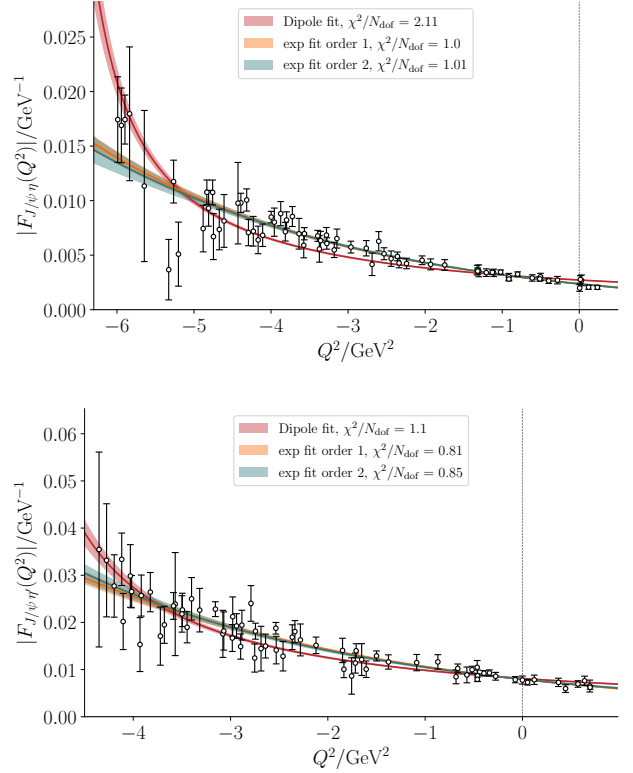 0.025
0.020
0.015
0.010
0.005
0.000
|F_{J/ψη}(Q²)|/GeV⁻¹
Dipole fit, χ²/N_dof = 2.11
exp fit order 1, χ²/N_dof = 1.0
exp fit order 2, χ²/N_dof = 1.01
−6 −5 −4 −3 −2 −1 0
Q²/GeV²
0.06
0.05
0.04
0.03
0.02
0.01
0.00
|F_{J/ψη′}(Q²)|/GeV⁻¹
Dipole fit, χ²/N_dof = 1.1
exp fit order 1, χ²/N_dof = 0.81
exp fit order 2, χ²/N_dof = 0.85
−4 −3 −2 −1 0
Q²/GeV²